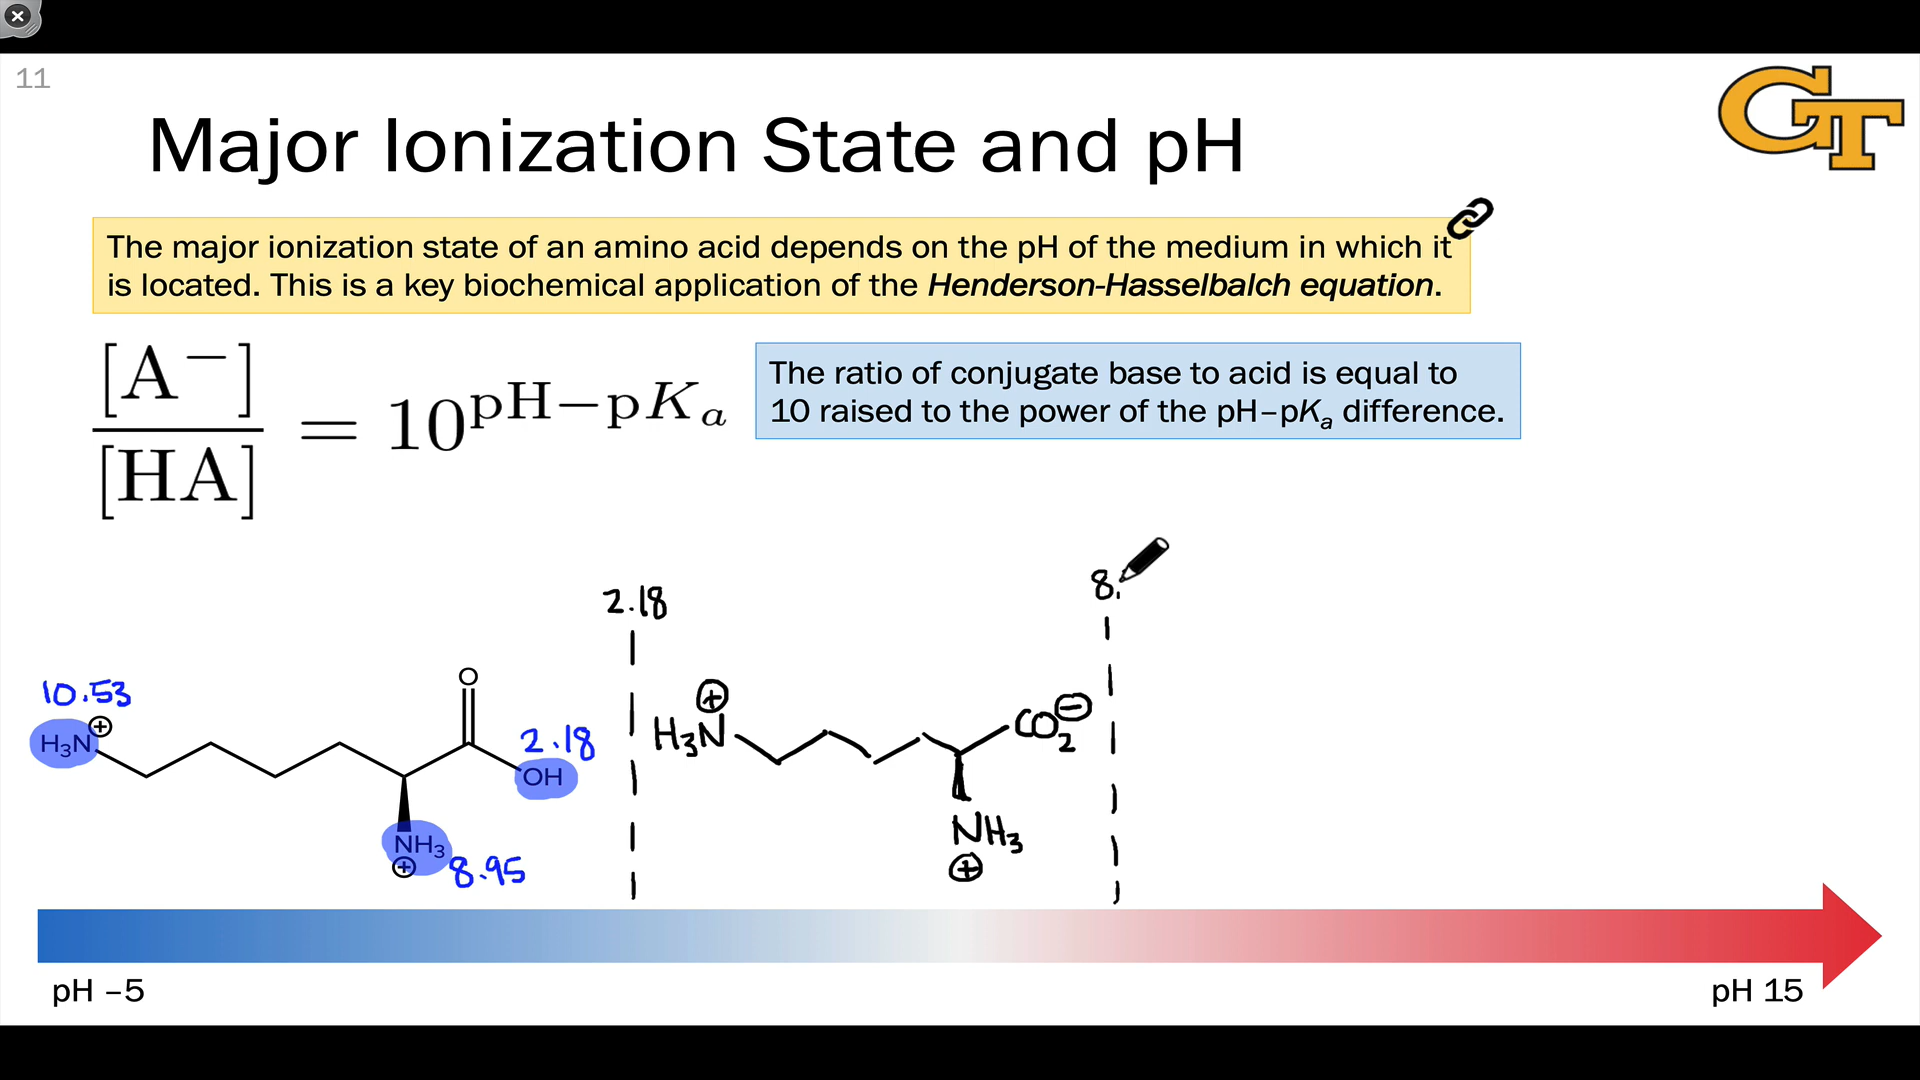 11
GT
Major Ionization State and pH
The major ionization state of an amino acid depends on the pH of the medium in which it
is located. This is a key biochemical application of the Henderson-Hasselbalch equation.
[A⁻]/[HA] = 10^(pH−pKₐ)
The ratio of conjugate base to acid is equal to
10 raised to the power of the pH–pKₐ difference.
2.18
8.
10.53
H₃N⊕
O
2.18
OH
NH₃⊕
8.95
H₃N⊕
CO₂⊖
NH₃⊕
pH –5
pH 15